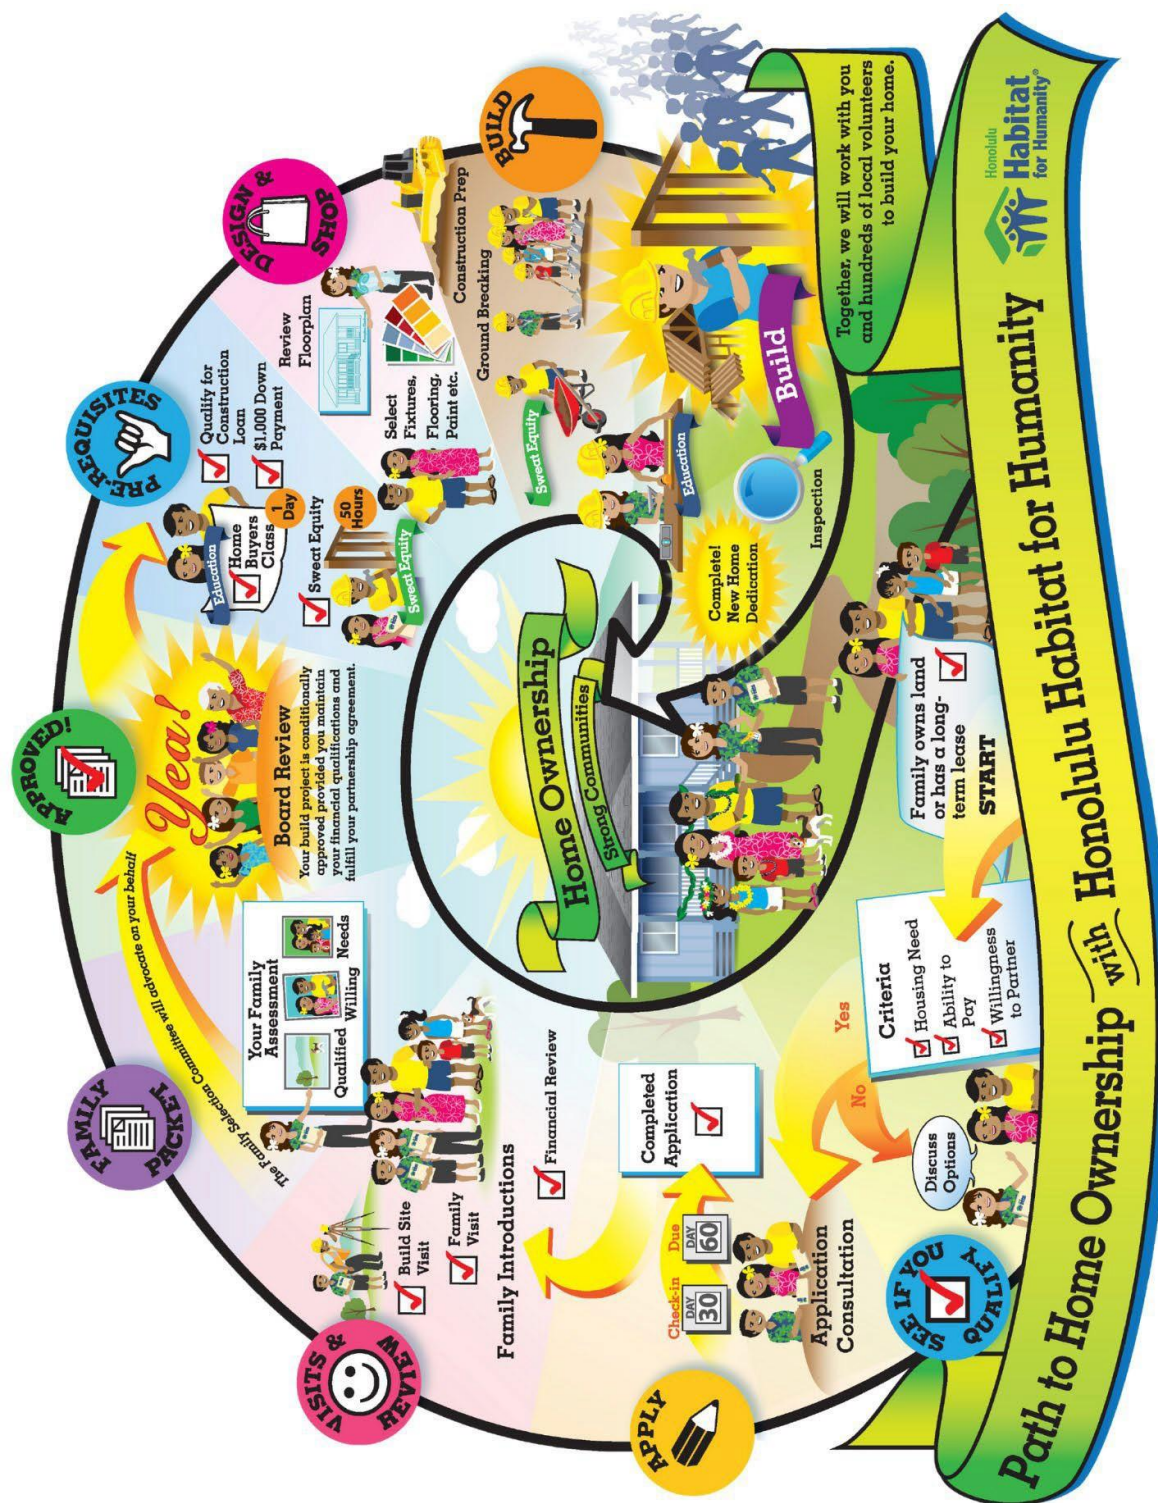 Path to Home Ownership with Honolulu Habitat for Humanity
Honolulu
Habitat
for Humanity®
Family owns land
or has a long-
term lease
START
SEE IF YOU
QUALIFY
Criteria
Housing Need
Ability to
Pay
Willingness
to Partner
Yes
No
Discuss
Options
APPLY
Application
Consultation
Check-in
DAY
30
Due
DAY
60
Completed
Application
Financial Review
VISITS &
REVIEW
Family Introductions
Build Site
Visit
Family
Visit
FAMILY
PACKET
Your Family
Assessment
Qualified
Willing
Needs
The Family Selection Committee will advocate on your behalf
APPROVED!
Yea!
Board Review
Your build project is conditionally
approved provided you maintain
your financial qualifications and
fulfill your partnership agreement.
PRE-REQUISITES
Education
Home
Buyers
Class
1
Day
Qualify for
Construction
Loan
$1,000 Down
Payment
Sweat Equity
50
Hours
Sweat Equity
DESIGN &
SHOP
Review
Floorplan
Select
Fixtures,
Flooring,
Paint etc.
BUILD
Construction Prep
Ground Breaking
Sweat Equity
Education
Build
Together, we will work with you
and hundreds of local volunteers
to build your home.
Inspection
Complete!
New Home
Dedication
Home Ownership
Strong Communities